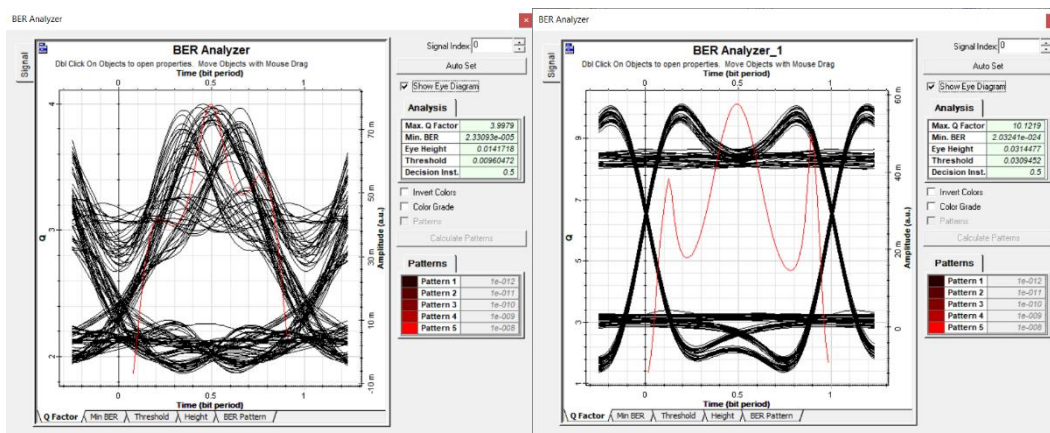 BER Analyzer
Signal
BER Analyzer
Dbl Click On Objects to open properties. Move Objects with Mouse Drag
Time (bit period)
0
0.5
1
4
3
2
Q
70 m
50 m
30 m
10 m
-10 m
Amplitude (a.u.)
0
0.5
1
Time (bit period)
Q Factor
Min BER
Threshold
Height
BER Pattern
Signal Index: 0
Auto Set
Show Eye Diagram
Analysis
Max. Q Factor 3.9979
Min. BER 2.33093e-005
Eye Height 0.0141718
Threshold 0.00960472
Decision Inst. 0.5
Invert Colors
Color Grade
Patterns
Calculate Patterns
Patterns
Pattern 1 1e-012
Pattern 2 1e-011
Pattern 3 1e-010
Pattern 4 1e-009
Pattern 5 1e-008
BER Analyzer
Signal
BER Analyzer_1
Dbl Click On Objects to open properties. Move Objects with Mouse Drag
Time (bit period)
0
0.5
1
9
7
5
3
1
Q
60 m
40 m
20 m
0
Amplitude (a.u.)
0
0.5
1
Time (bit period)
Q Factor
Min BER
Threshold
Height
BER Pattern
Signal Index: 0
Auto Set
Show Eye Diagram
Analysis
Max. Q Factor 10.1219
Min. BER 2.03241e-024
Eye Height 0.0314477
Threshold 0.0309452
Decision Inst. 0.5
Invert Colors
Color Grade
Patterns
Calculate Patterns
Patterns
Pattern 1 1e-012
Pattern 2 1e-011
Pattern 3 1e-010
Pattern 4 1e-009
Pattern 5 1e-008